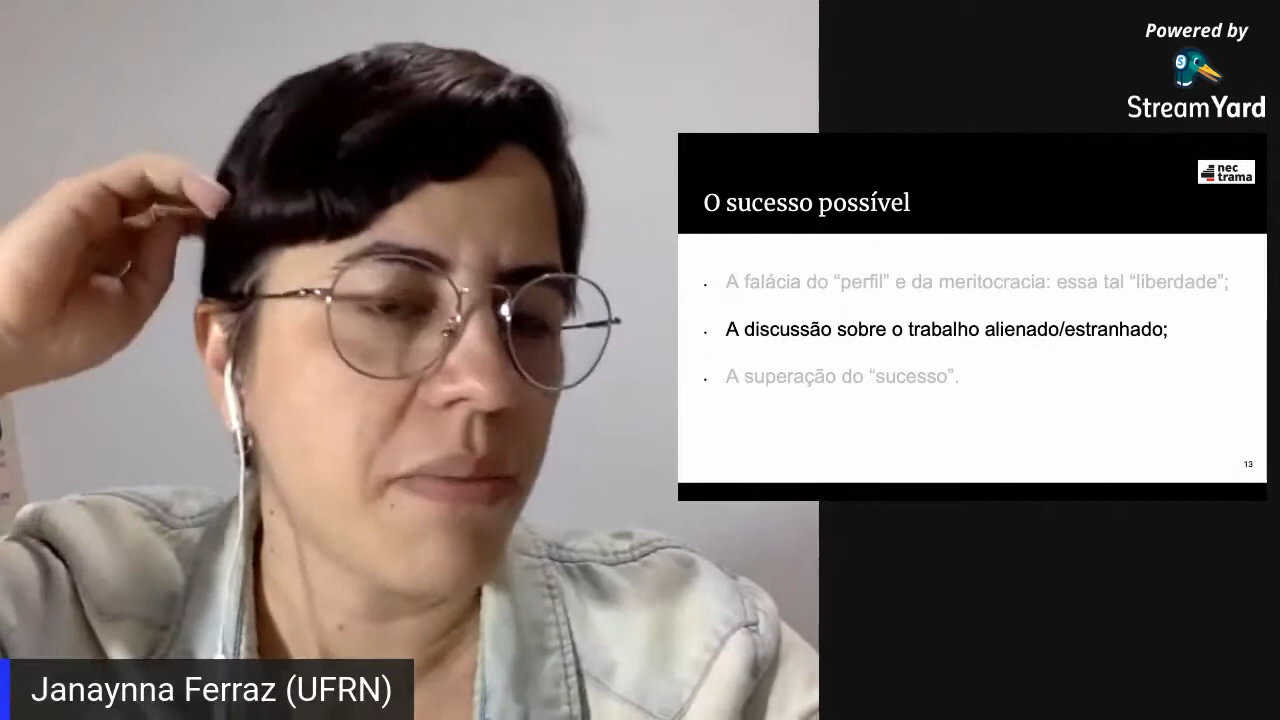 Powered by
StreamYard
nec
trama
O sucesso possível
A falácia do “perfil” e da meritocracia: essa tal “liberdade”;
A discussão sobre o trabalho alienado/estranhado;
A superação do “sucesso”.
13
Janaynna Ferraz (UFRN)